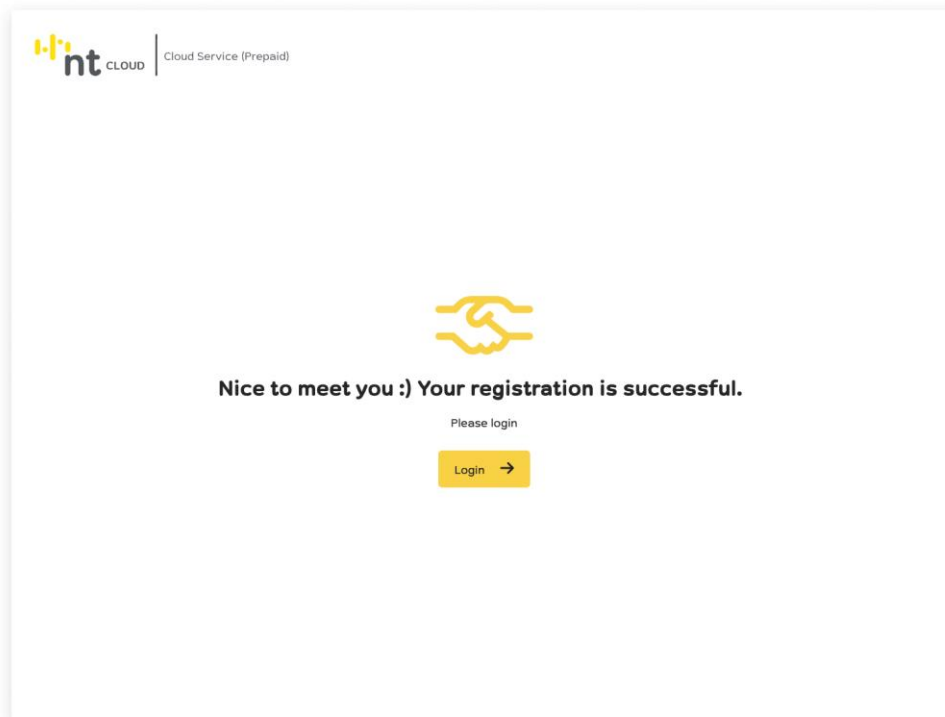 nt CLOUD Cloud Service (Prepaid)
Nice to meet you :) Your registration is successful.
Please login
Login →